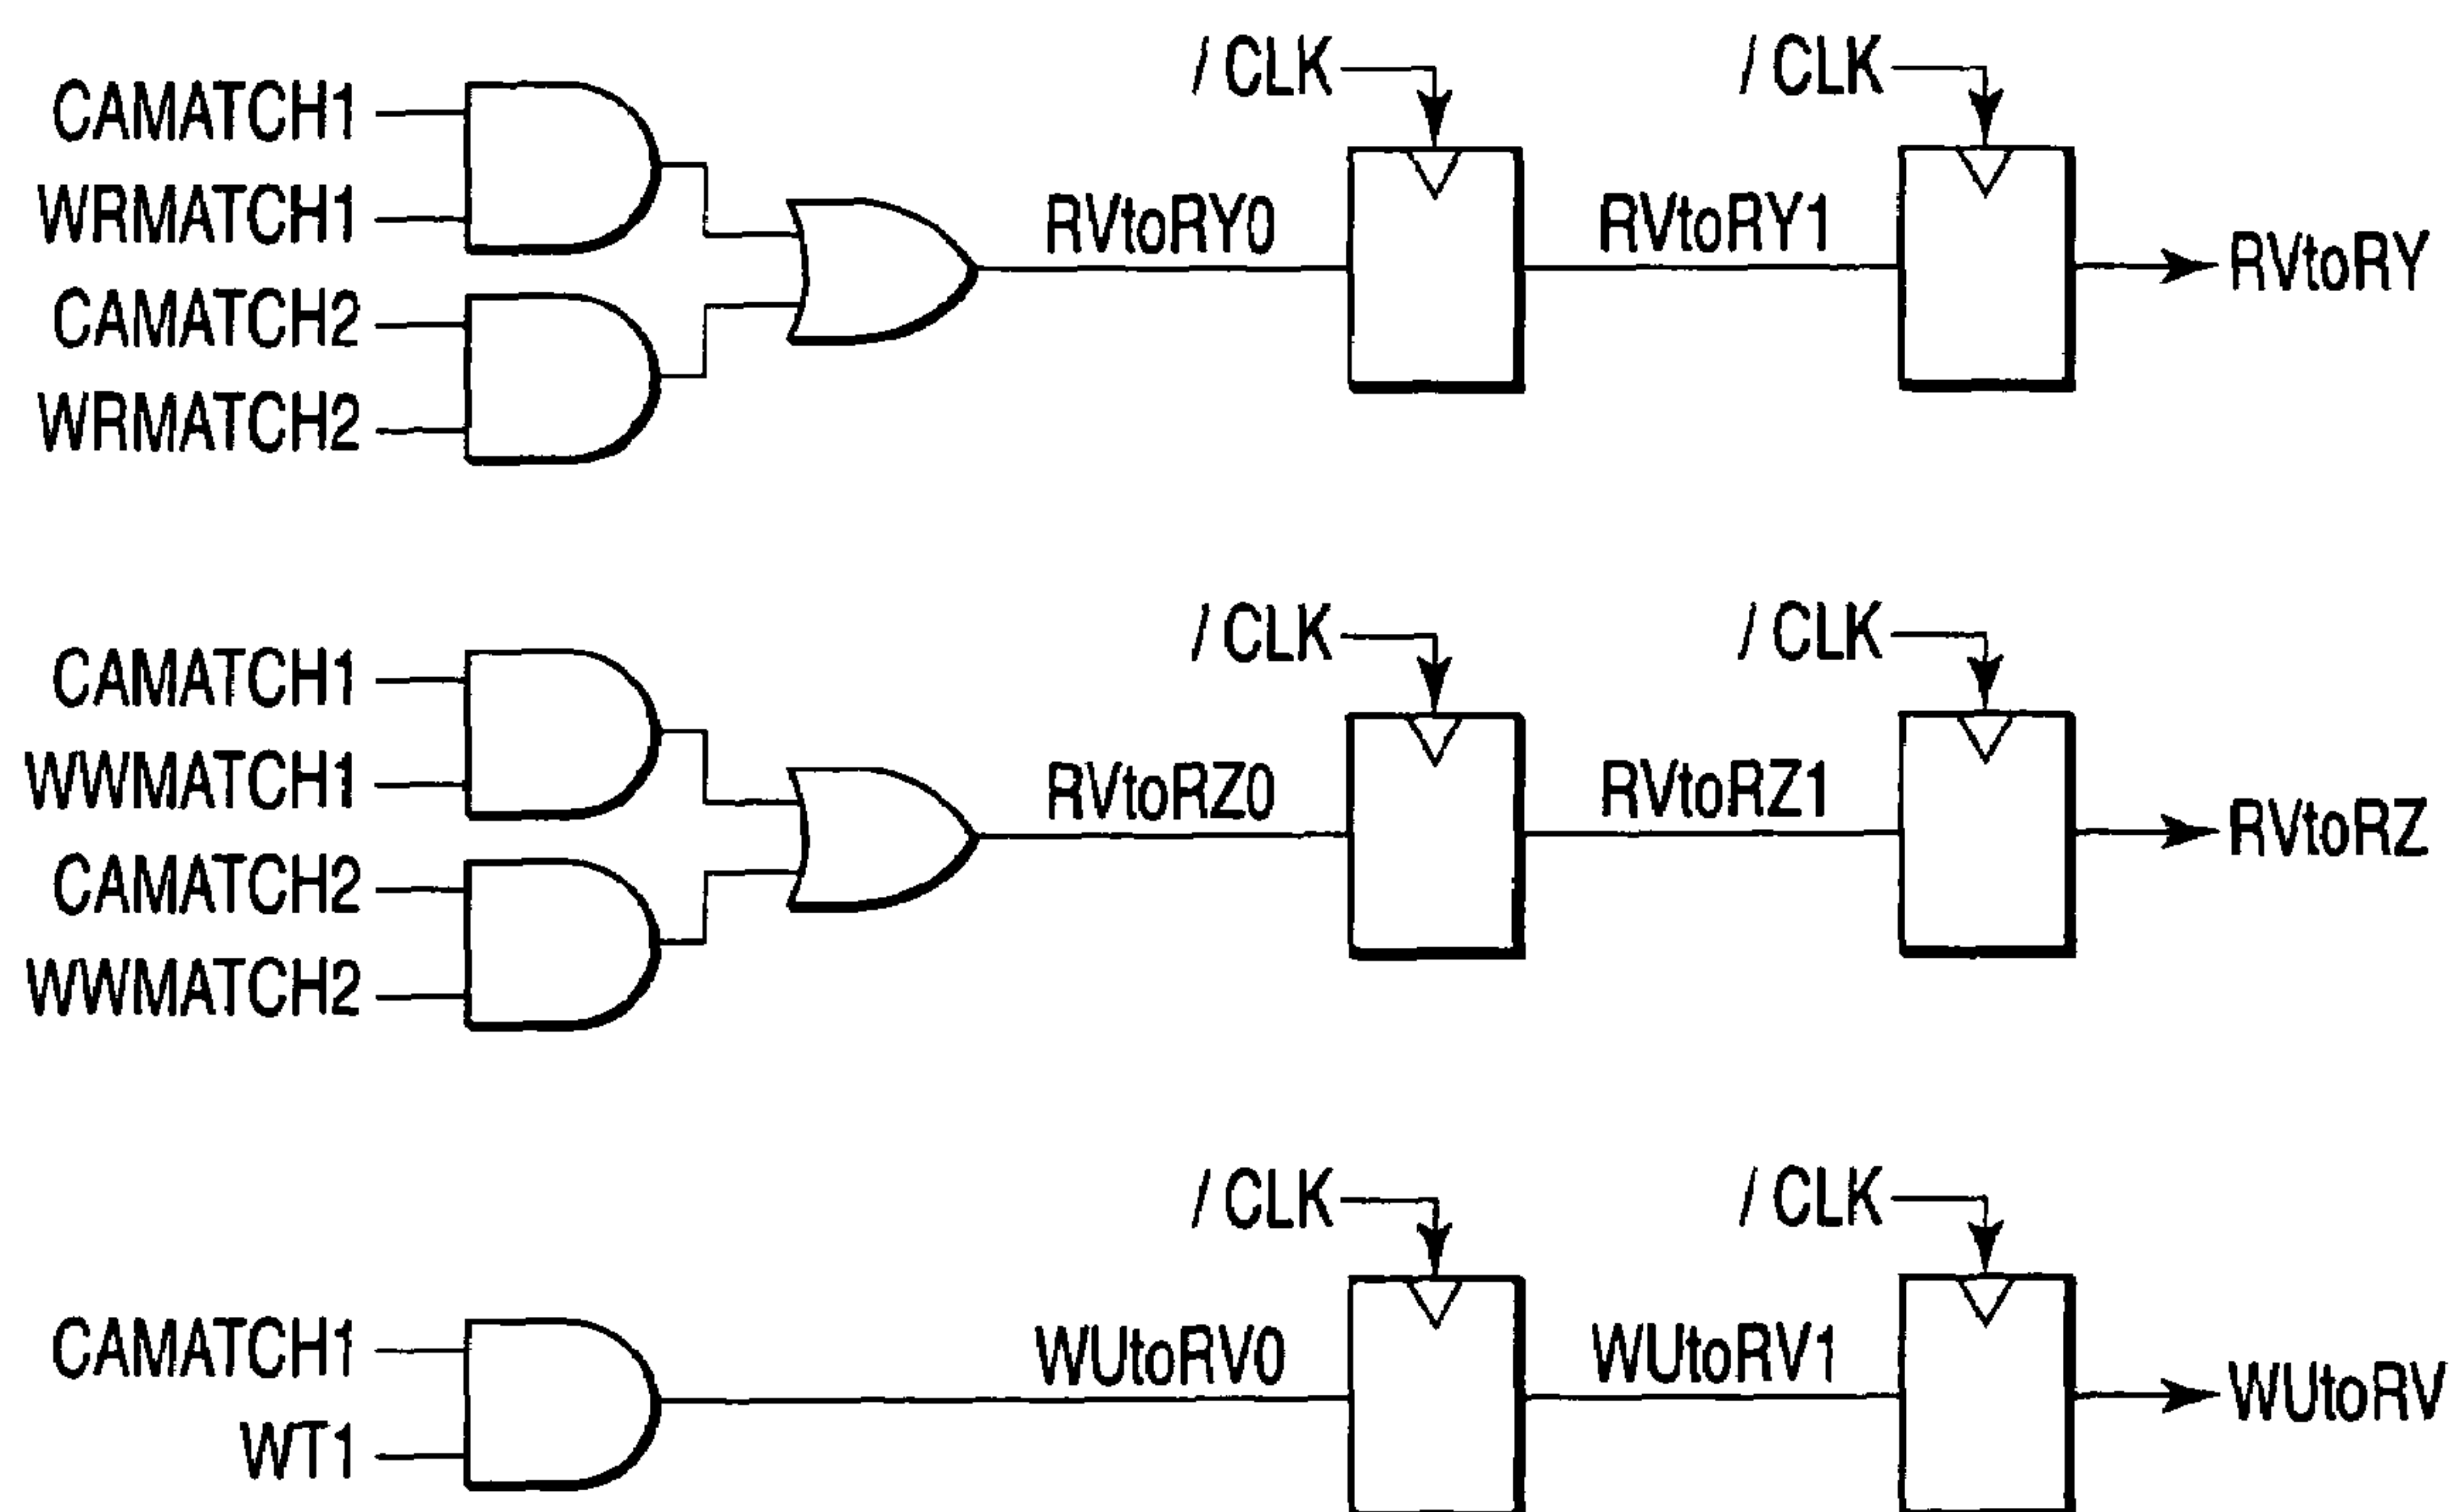 / CLK
/ CLK
CAMATCH1
WRMATCH1
RVtoRY0
RVtoRY1
RVtoRY
CAMATCH2
WRMATCH2
/ CLK
/ CLK
CAMATCH1
WWMATCH1
RVtoRZ0
RVtoRZ1
RVtoRZ
CAMATCH2
WWMATCH2
/ CLK
/ CLK
CAMATCH1
WUtoRV0
WUtoRV1
WUtoRV
WT1